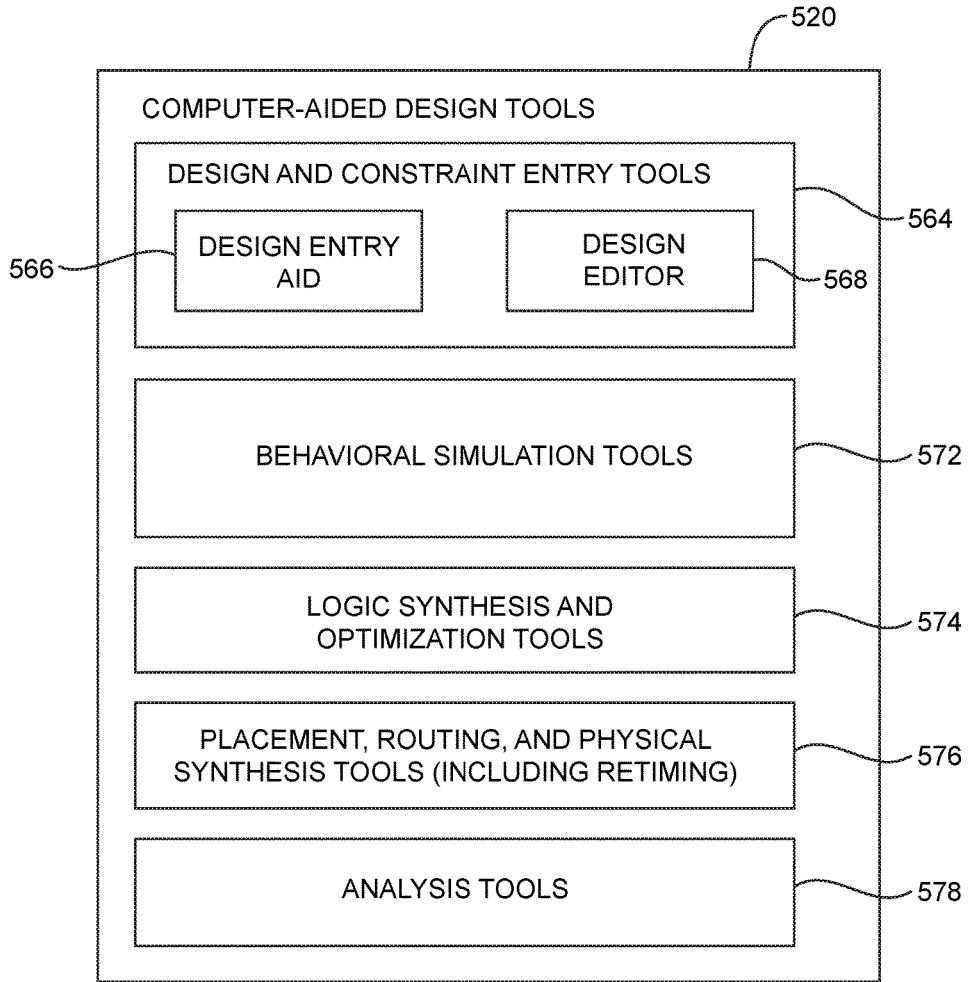 520
COMPUTER-AIDED DESIGN TOOLS
DESIGN AND CONSTRAINT ENTRY TOOLS
564
566
DESIGN ENTRY
AID
DESIGN
EDITOR
568
BEHAVIORAL SIMULATION TOOLS
572
LOGIC SYNTHESIS AND
OPTIMIZATION TOOLS
574
PLACEMENT, ROUTING, AND PHYSICAL
SYNTHESIS TOOLS (INCLUDING RETIMING)
576
ANALYSIS TOOLS
578